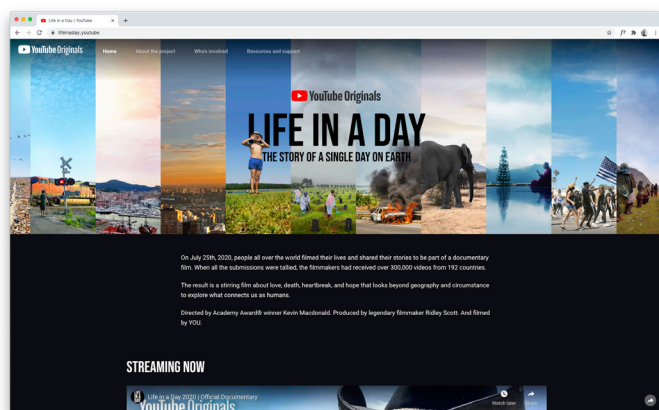 Life in a Day | YouTube
lifeinaday.youtube
YouTube Originals
Home
About the project
Who's involved
Resources and support
YouTube Originals
LIFE IN A DAY
THE STORY OF A SINGLE DAY ON EARTH
On July 25th, 2020, people all over the world filmed their lives and shared their stories to be part of a documentary
film. When all the submissions were tallied, the filmmakers had received over 300,000 videos from 192 countries.
The result is a stirring film about love, death, heartbreak, and hope that looks beyond geography and circumstance
to explore what connects us as humans.
Directed by Academy Award® winner Kevin Macdonald. Produced by legendary filmmaker Ridley Scott. And filmed
by YOU.
STREAMING NOW
Life in a Day 2020 | Official Documentary
Watch later
Share
YouTube Originals